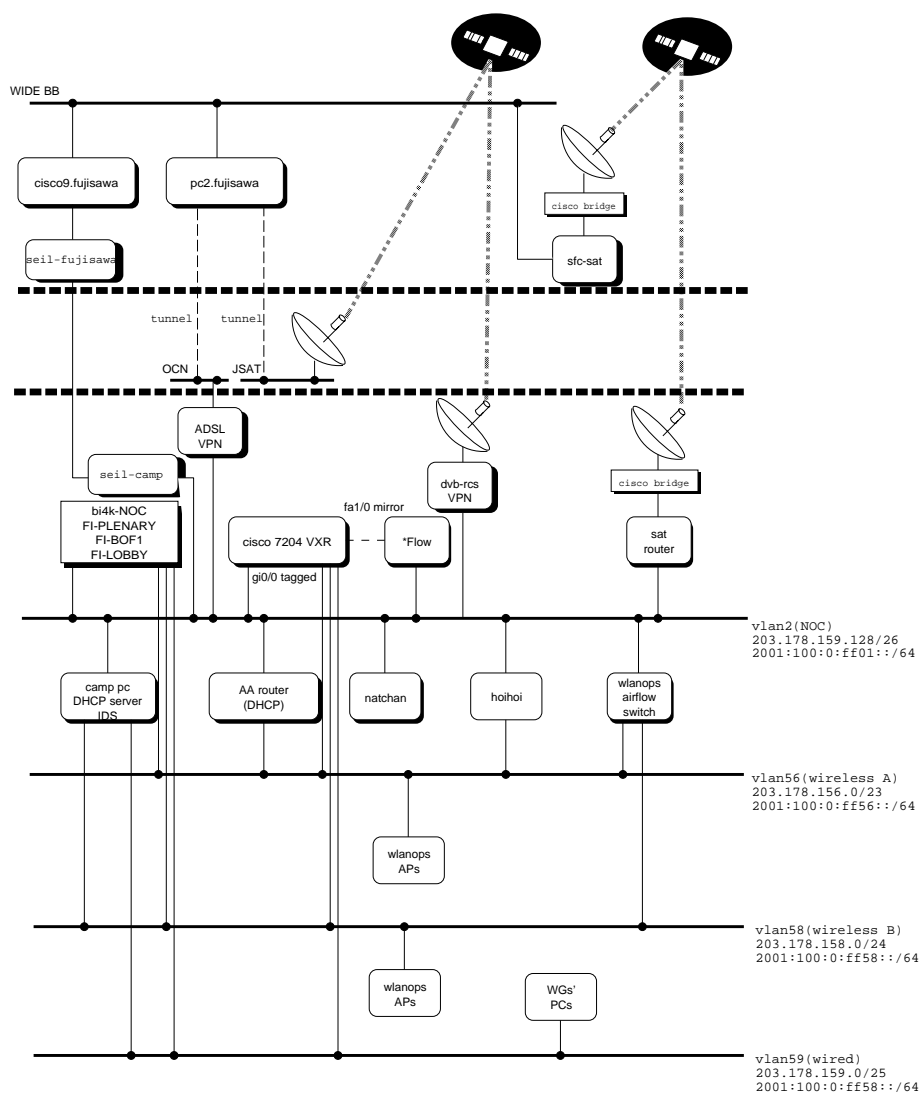 WIDE BB
cisco9.fujisawa
pc2.fujisawa
cisco bridge
seil-fujisawa
sfc-sat
tunnel
tunnel
OCN
JSAT
ADSL
VPN
seil-camp
dvb-rcs
VPN
cisco bridge
bi4k-NOC
FI-PLENARY
FI-BOF1
FI-LOBBY
fa1/0 mirror
cisco 7204 VXR
*Flow
sat
router
gi0/0 tagged
vlan2(NOC)
203.178.159.128/26
2001:100:0:ff01::/64
camp pc
DHCP server
IDS
AA router
(DHCP)
natchan
hoihoi
wlanops
airflow
switch
vlan56(wireless A)
203.178.156.0/23
2001:100:0:ff56::/64
wlanops
APs
vlan58(wireless B)
203.178.158.0/24
2001:100:0:ff58::/64
wlanops
APs
WGs'
PCs
vlan59(wired)
203.178.159.0/25
2001:100:0:ff58::/64